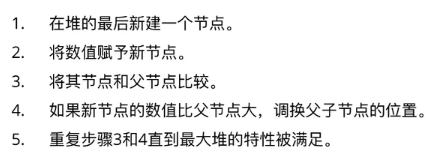 1. 在堆的最后新建一个节点。
2. 将数值赋予新节点。
3. 将其节点和父节点比较。
4. 如果新节点的数值比父节点大，调换父子节点的位置。
5. 重复步骤3和4直到最大堆的特性被满足。